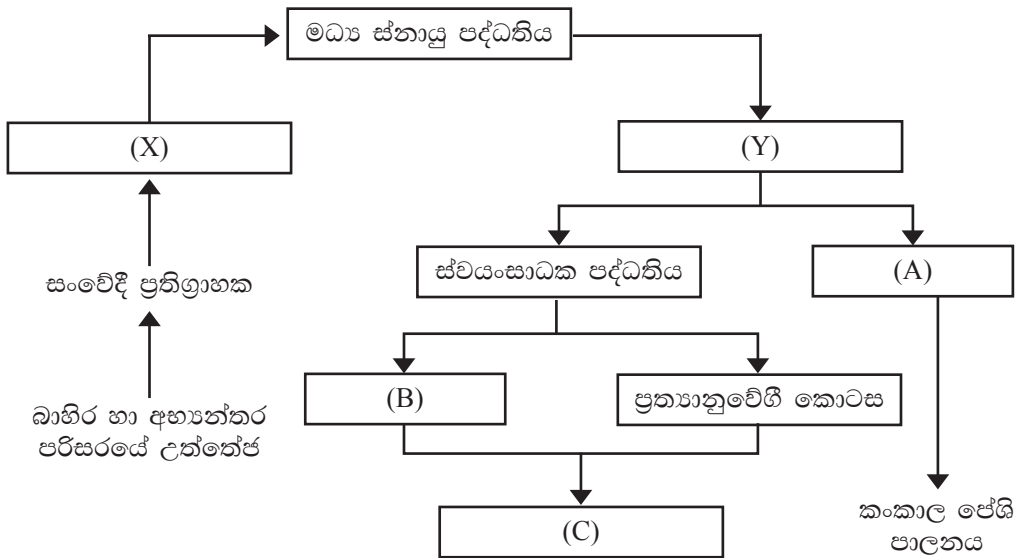 මධ්‍ය ස්නායු පද්ධතිය
(X)
(Y)
සංවේදී ප්‍රතිග්‍රාහක
ස්වයංසාධක පද්ධතිය
(A)
බාහිර හා අභ්‍යන්තර
පරිසරයේ උත්තේජ
(B)
ප්‍රත්‍යානුවේගී කොටස
(C)
කංකාල පේශි
පාලනය